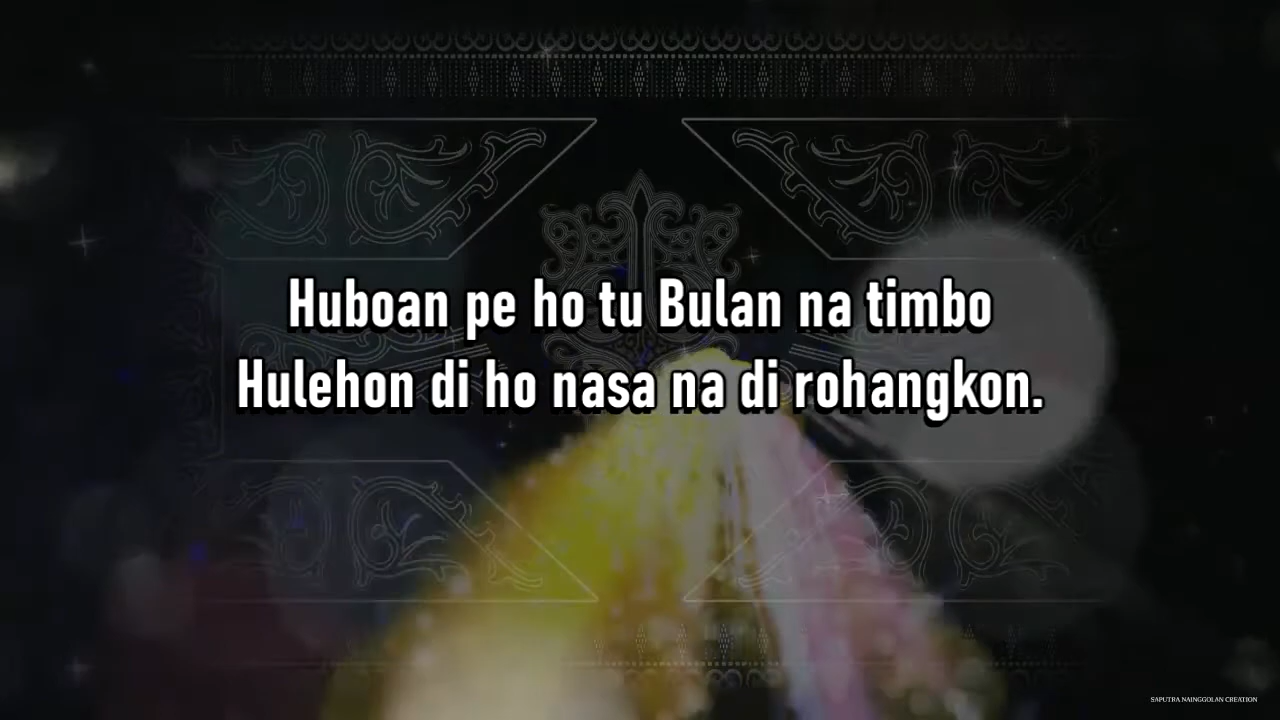 Huboan pe ho tu Bulan na timbo
Hulehon di ho nasa na di rohangkon.
SAPUTRA NAINGGOLAN CREATION